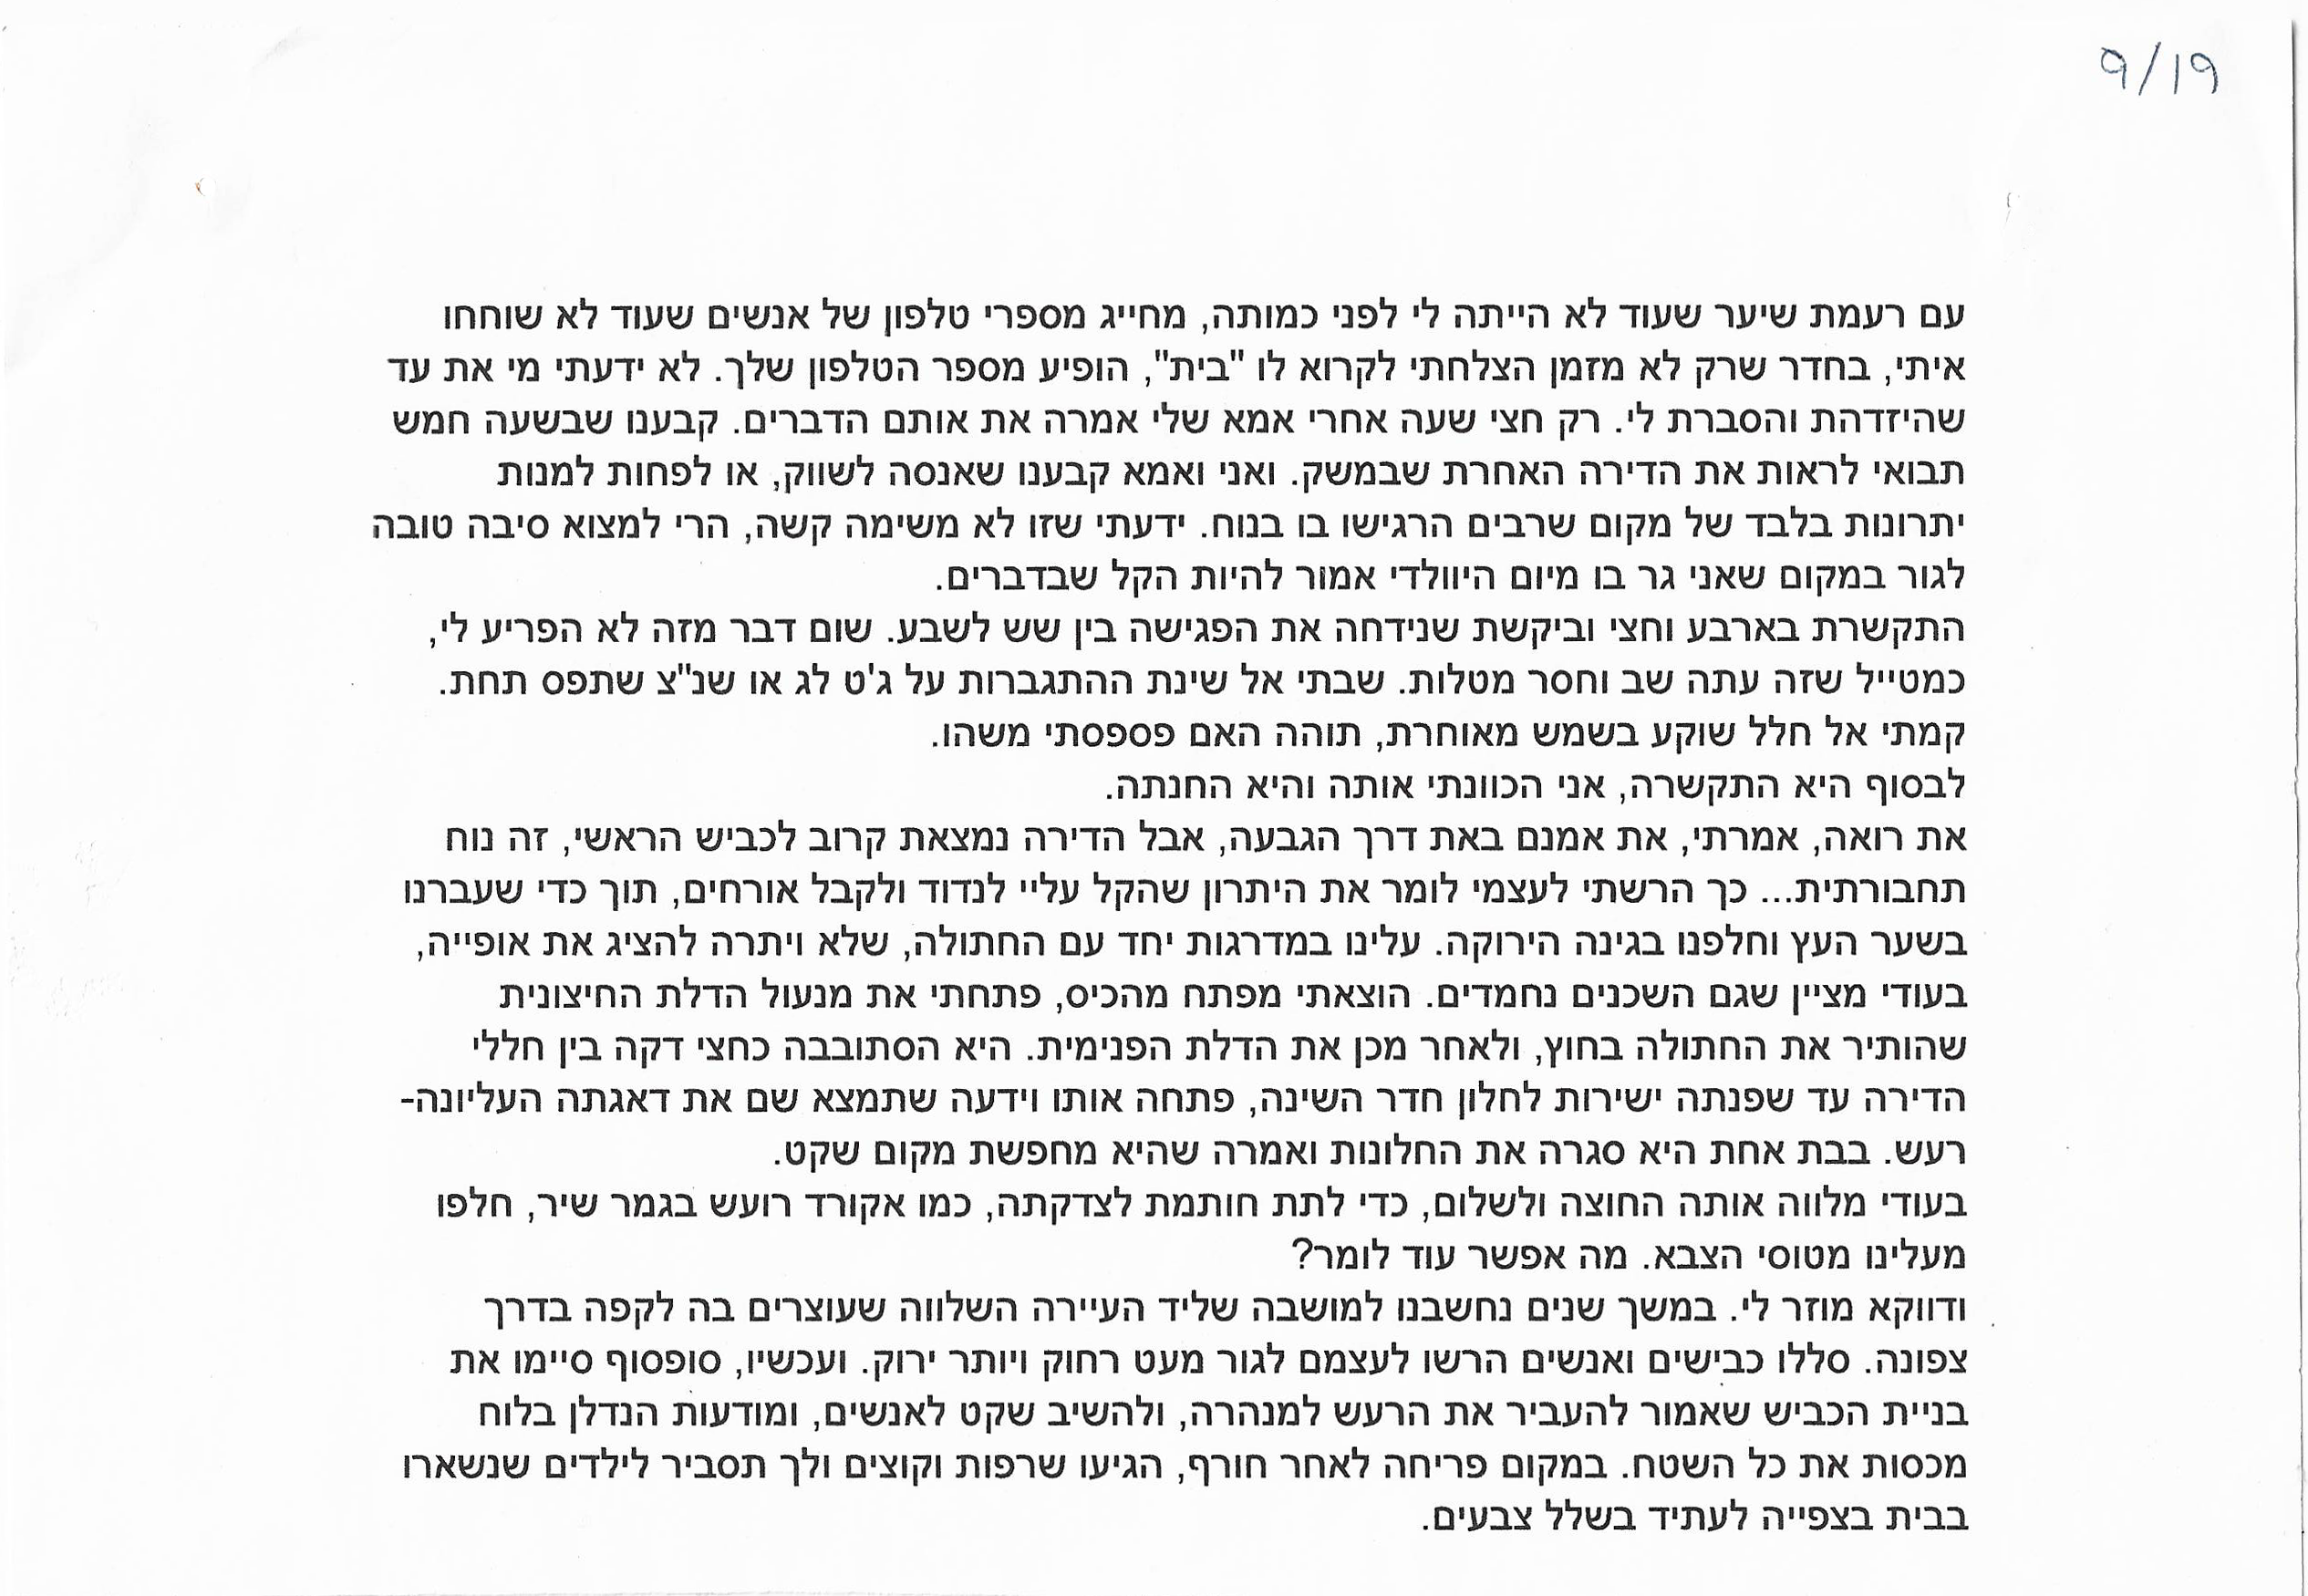 9/19
עם רעמת שיער שעוד לא הייתה לי לפני כמותה, מחייג מספרי טלפון של אנשים שעוד לא שוחחו
איתי, בחדר שרק לא מזמן הצלחתי לקרוא לו "בית", הופיע מספר הטלפון שלך. לא ידעתי מי את עד
שהיזדהת והסברת לי. רק חצי שעה אחרי אמא שלי אמרה את אותם הדברים. קבענו שבשעה חמש
תבואי לראות את הדירה האחרת שבמשק. ואני ואמא קבענו שאנסה לשווק, או לפחות למנות
יתרונות בלבד של מקום שרבים הרגישו בו בנוח. ידעתי שזו לא משימה קשה, הרי למצוא סיבה טובה
לגור במקום שאני גר בו מיום היוולדי אמור להיות הקל שבדברים.
התקשרת בארבע וחצי וביקשת שנידחה את הפגישה בין שש לשבע. שום דבר מזה לא הפריע לי,
כמטייל שזה עתה שב וחסר מטלות. שבתי אל שינת ההתגברות על ג'ט לג או שנ"צ שתפס תחת.
קמתי אל חלל שוקע בשמש מאוחרת, תוהה האם פספסתי משהו.
לבסוף היא התקשרה, אני הכוונתי אותה והיא החנתה.
את רואה, אמרתי, את אמנם באת דרך הגבעה, אבל הדירה נמצאת קרוב לכביש הראשי, זה נוח
תחבורתית... כך הרשתי לעצמי לומר את היתרון שהקל עליי לנדוד ולקבל אורחים, תוך כדי שעברנו
בשער העץ וחלפנו בגינה הירוקה. עלינו במדרגות יחד עם החתולה, שלא ויתרה להציג את אופייה,
בעודי מציין שגם השכנים נחמדים. הוצאתי מפתח מהכיס, פתחתי את מנעול הדלת החיצונית
שהותיר את החתולה בחוץ, ולאחר מכן את הדלת הפנימית. היא הסתובבה כחצי דקה בין חללי
הדירה עד שפנתה ישירות לחלון חדר השינה, פתחה אותו וידעה שתמצא שם את דאגתה העליונה-
רעש. בבת אחת היא סגרה את החלונות ואמרה שהיא מחפשת מקום שקט.
בעודי מלווה אותה החוצה ולשלום, כדי לתת חותמת לצדקתה, כמו אקורד רועש בגמר שיר, חלפו
מעלינו מטוסי הצבא. מה אפשר עוד לומר?
ודווקא מוזר לי. במשך שנים נחשבנו למושבה שליד העיירה השלווה שעוצרים בה לקפה בדרך
צפונה. סללו כבישים ואנשים הרשו לעצמם לגור מעט רחוק ויותר ירוק. ועכשיו, סופסוף סיימו את
בניית הכביש שאמור להעביר את הרעש למנהרה, ולהשיב שקט לאנשים, ומודעות הנדלן בלוח
מכסות את כל השטח. במקום פריחה לאחר חורף, הגיעו שרפות וקוצים ולך תסביר לילדים שנשארו
בבית בצפייה לעתיד בשלל צבעים.